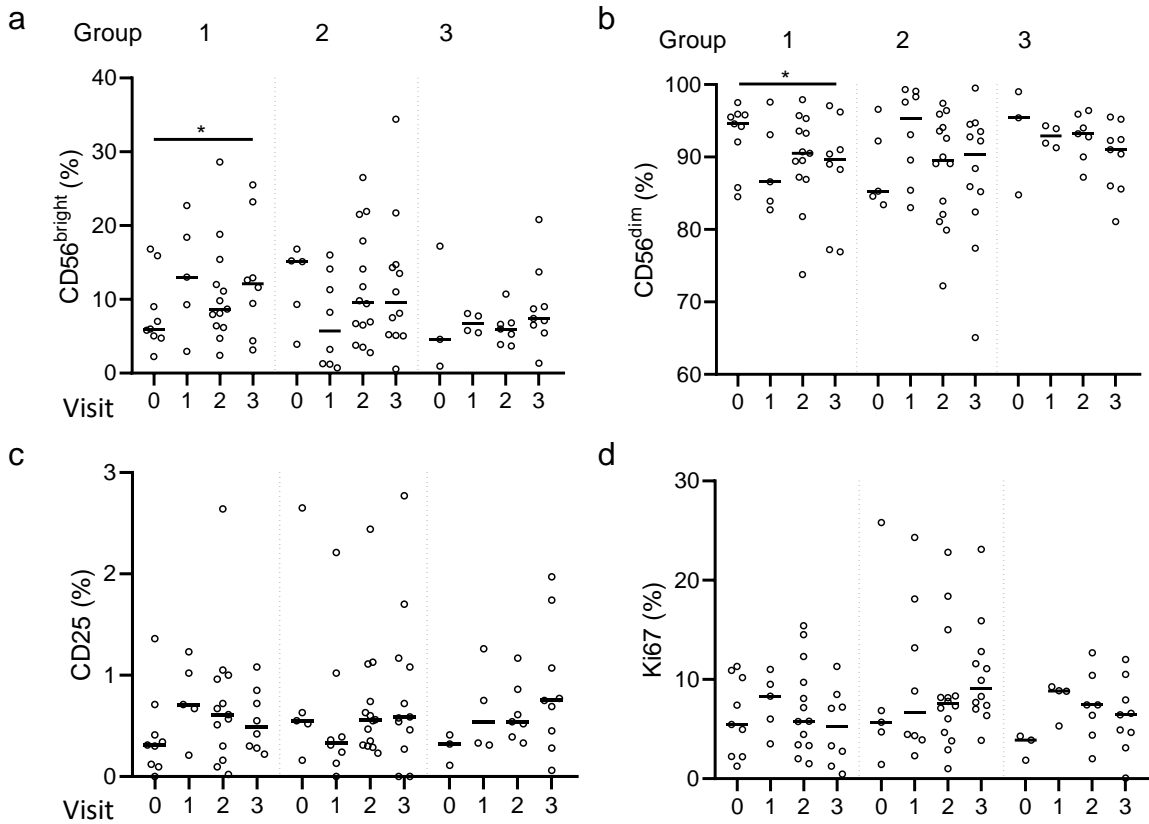 a
Group 1 2 3
CD56bright (%)
40
30
20
10
0
*
Visit 0 1 2 3 0 1 2 3 0 1 2 3
b
Group 1 2 3
CD56dim (%)
100
90
80
70
60
*
0 1 2 3 0 1 2 3 0 1 2 3
c
CD25 (%)
3
2
1
0
Visit 0 1 2 3 0 1 2 3 0 1 2 3
d
Ki67 (%)
30
20
10
0
0 1 2 3 0 1 2 3 0 1 2 3